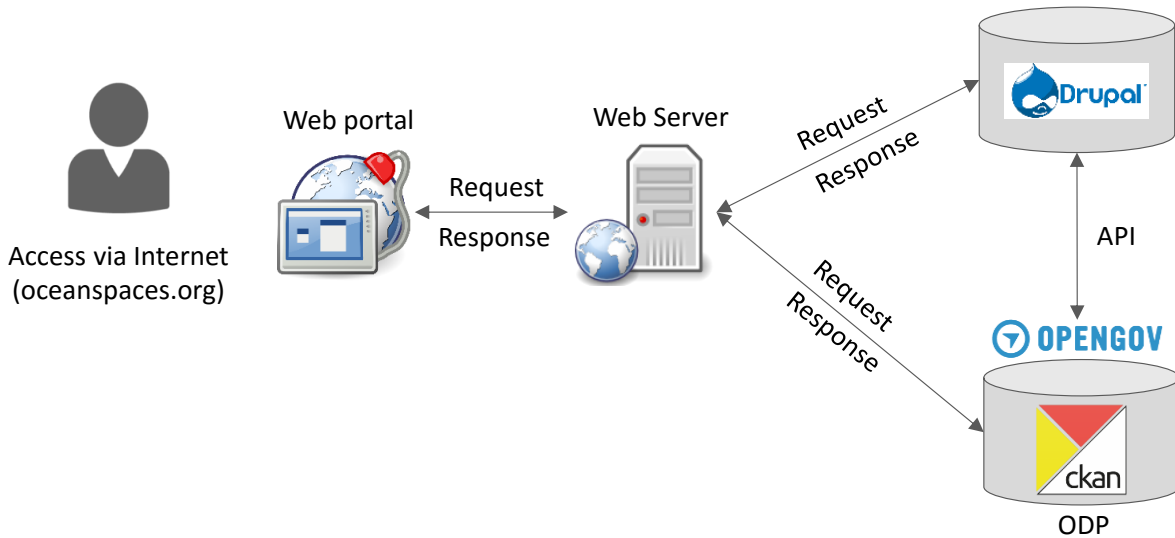 Access via Internet
(oceanspaces.org)
Web portal
Request
Response
Web Server
Request
Response
Request
Response
Drupal
API
OPENGOV
ckan
ODP